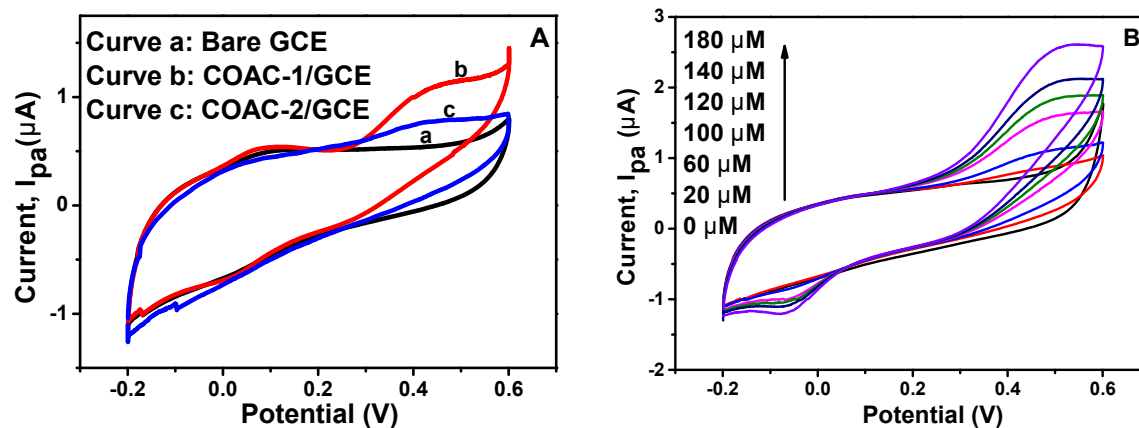 A
Curve a: Bare GCE
Curve b: COAC-1/GCE
Curve c: COAC-2/GCE
b
c
a
Current, Ipa(μA)
1
0
-1
-0.2 0.0 0.2 0.4 0.6
Potential (V)
B
180 μM
140 μM
120 μM
100 μM
60 μM
20 μM
0 μM
Current, Ipa(μA)
3
2
1
0
-1
-2
-0.2 0.0 0.2 0.4 0.6
Potential (V)